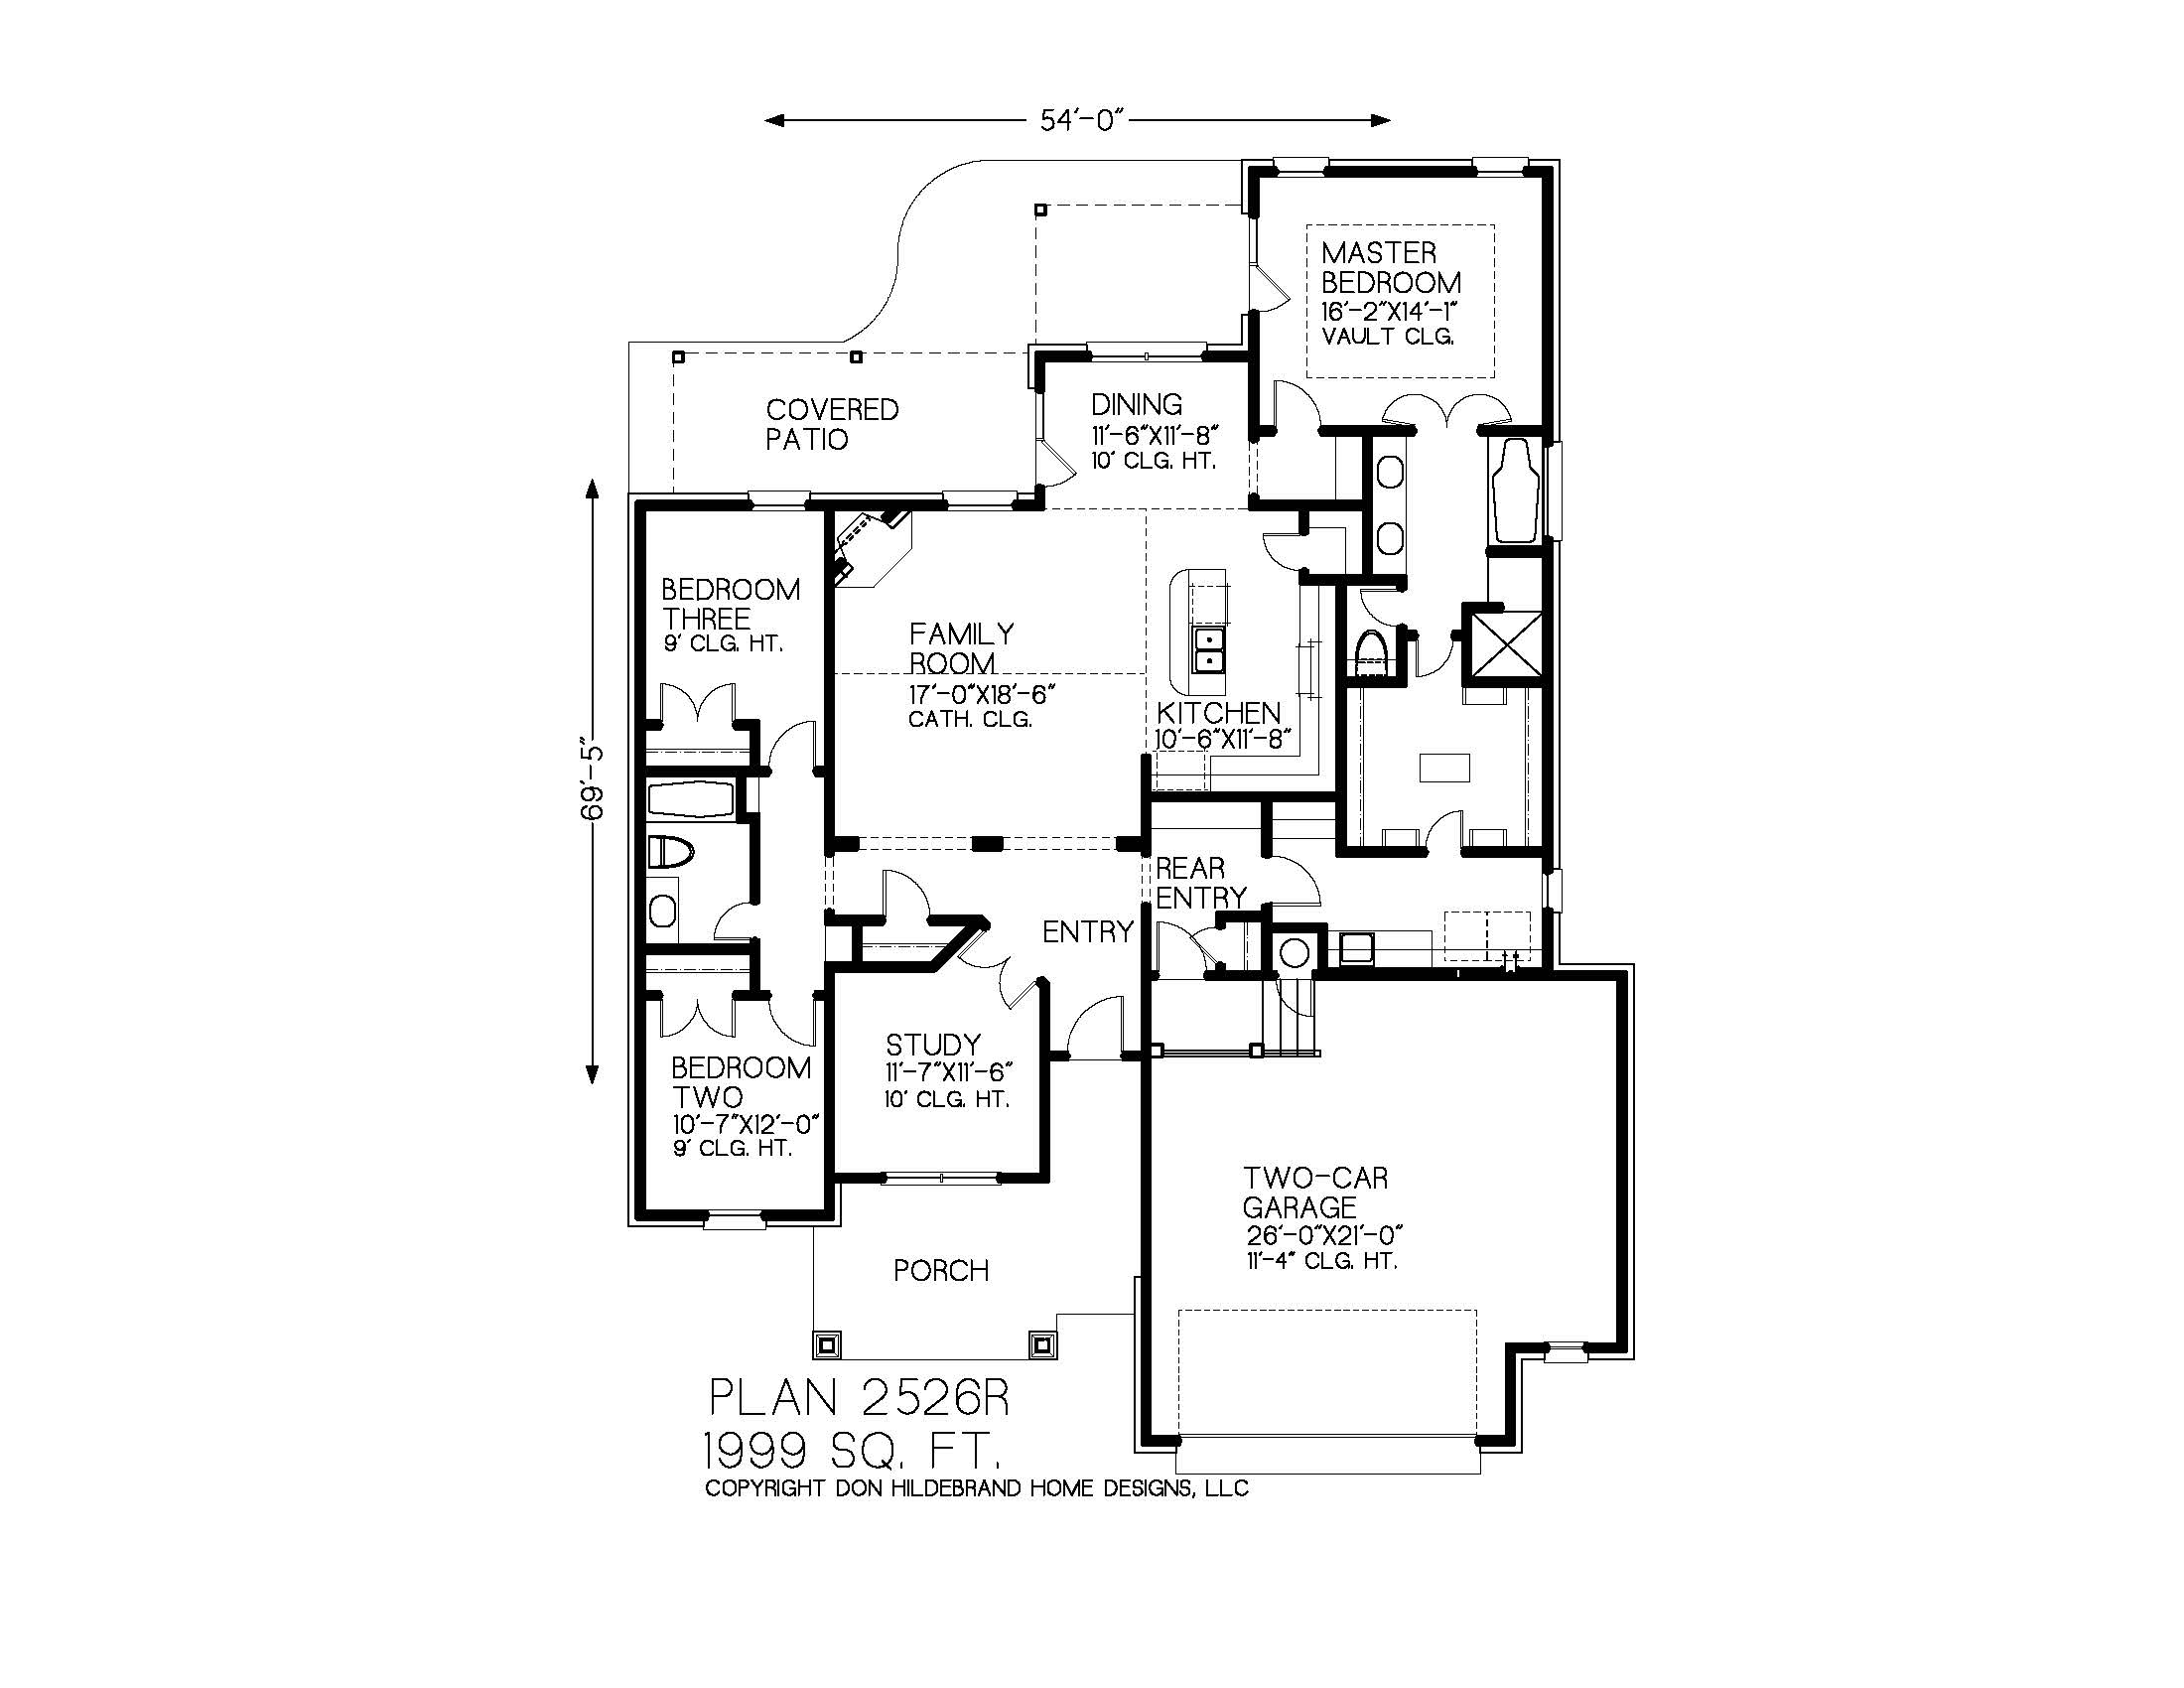 54'-0"
MASTER
BEDROOM
16'-2"X14'-1"
VAULT CLG.
DINING
11'-6"X11'-8"
10' CLG. HT.
COVERED
PATIO
69'-5"
BEDROOM
THREE
9' CLG. HT.
FAMILY
ROOM
17'-0"X18'-6"
CATH. CLG.
KITCHEN
10'-6"X11'-8"
REAR
ENTRY
ENTRY
STUDY
11'-7"X11'-6"
10' CLG. HT.
BEDROOM
TWO
10'-7"X12'-0"
9' CLG. HT.
TWO-CAR
GARAGE
26'-0"X21'-0"
11'-4" CLG. HT.
PORCH
PLAN 2526R
1999 SQ. FT.
COPYRIGHT DON HILDEBRAND HOME DESIGNS, LLC